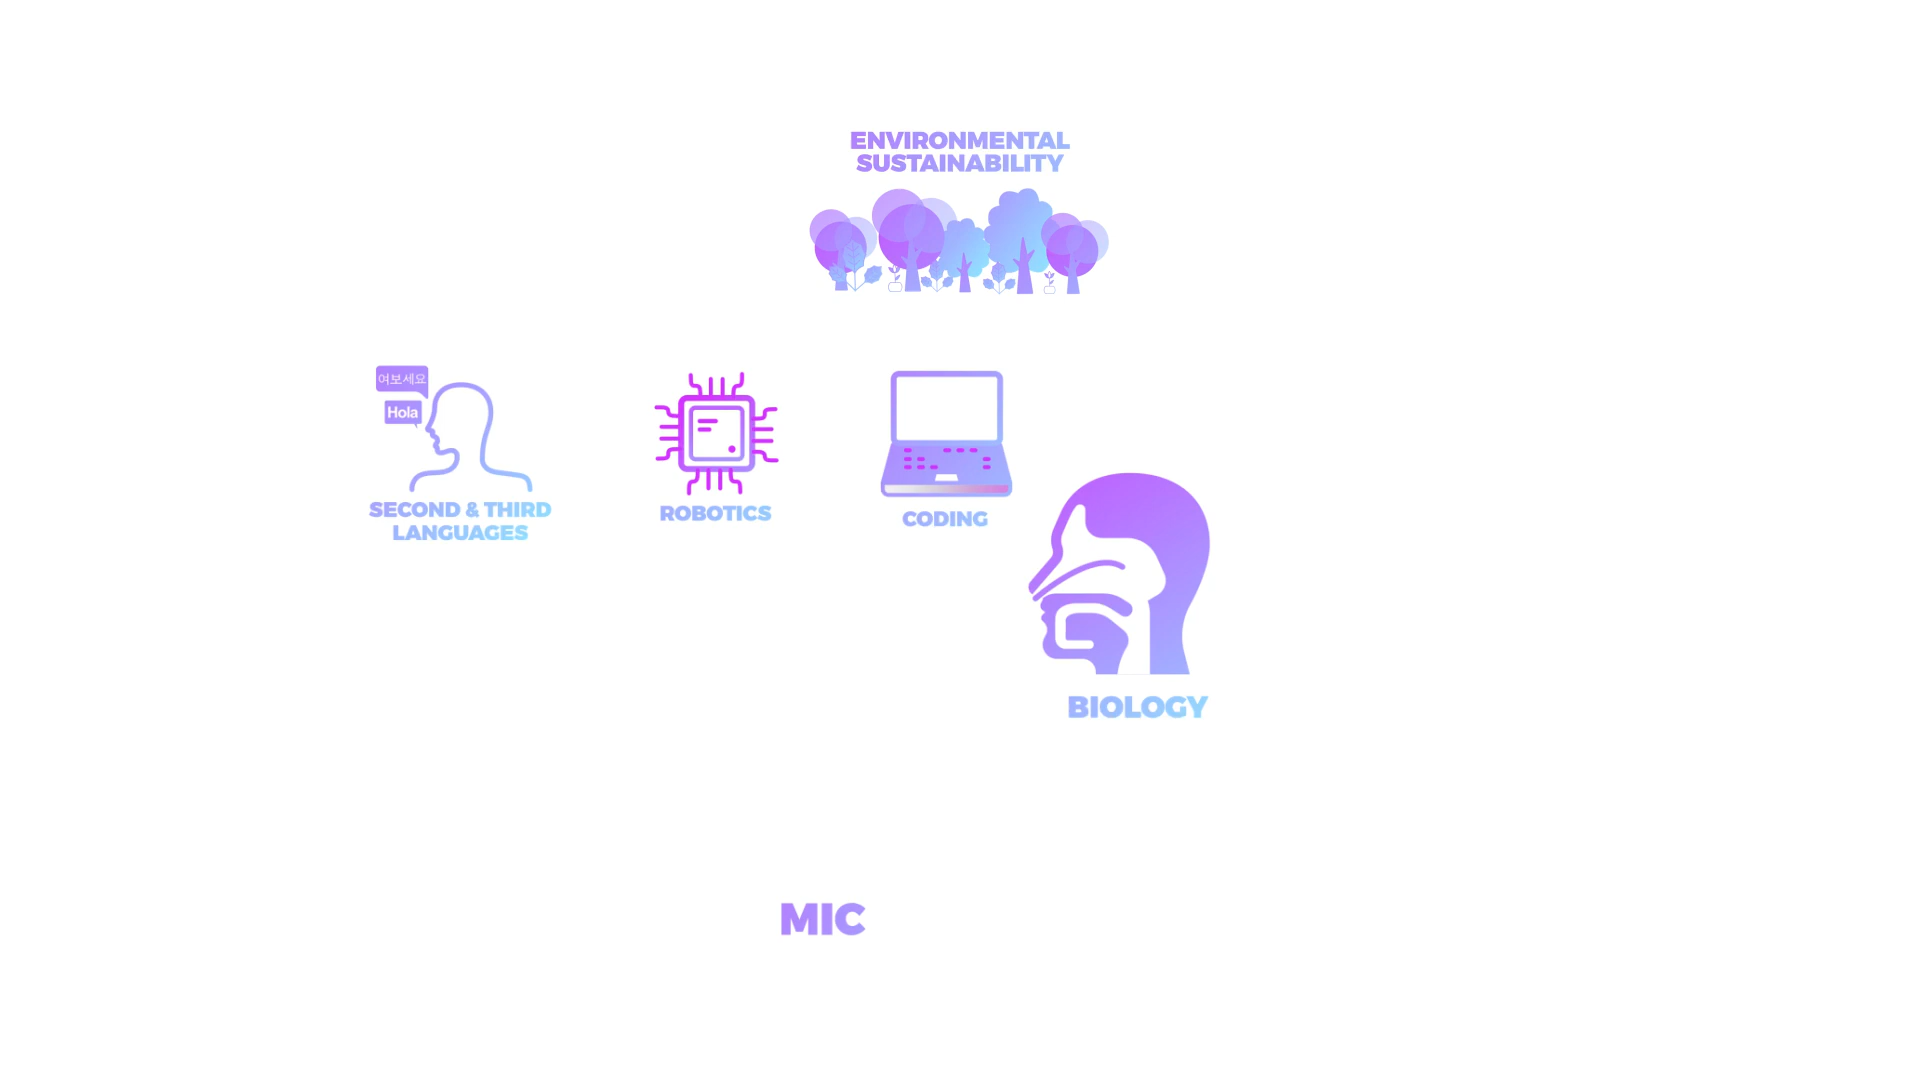 ENVIRONMENTAL
SUSTAINABILITY
여보세요
Hola
SECOND & THIRD
LANGUAGES
ROBOTICS
CODING
BIOLOGY
MIC